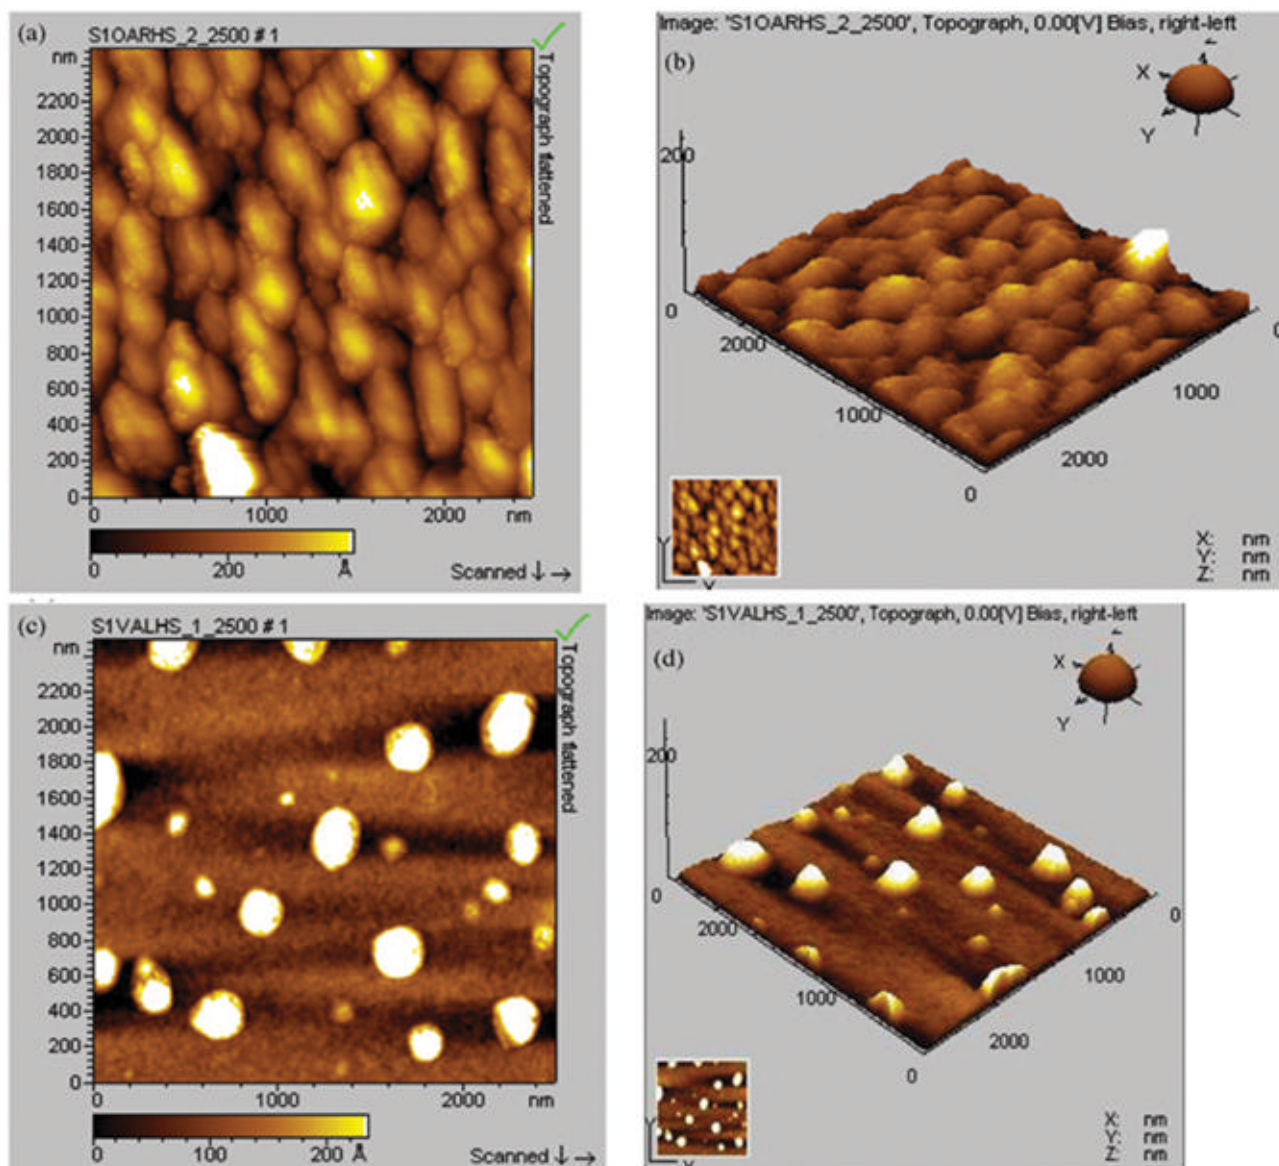 (a)
S1OARHS_2_2500 # 1
nm
2200
2000
1800
1600
1400
1200
1000
800
600
400
200
0
0 1000 2000 nm
Topograph flattened
0 200 Å
Scanned ↓ →
Image: 'S1OARHS_2_2500', Topograph, 0.00[V] Bias, right-left
(b)
X
Y
200
0
2000
1000
0
2000
1000
X: nm
Y: nm
Z: nm
(c)
S1VALHS_1_2500 # 1
nm
2200
2000
1800
1600
1400
1200
1000
800
600
400
200
0
0 1000 2000 nm
Topograph flattened
0 100 200 Å
Scanned ↓ →
Image: 'S1VALHS_1_2500', Topograph, 0.00[V] Bias, right-left
(d)
X
Y
200
0
2000
1000
0
2000
1000
0
X: nm
Y: nm
Z: nm